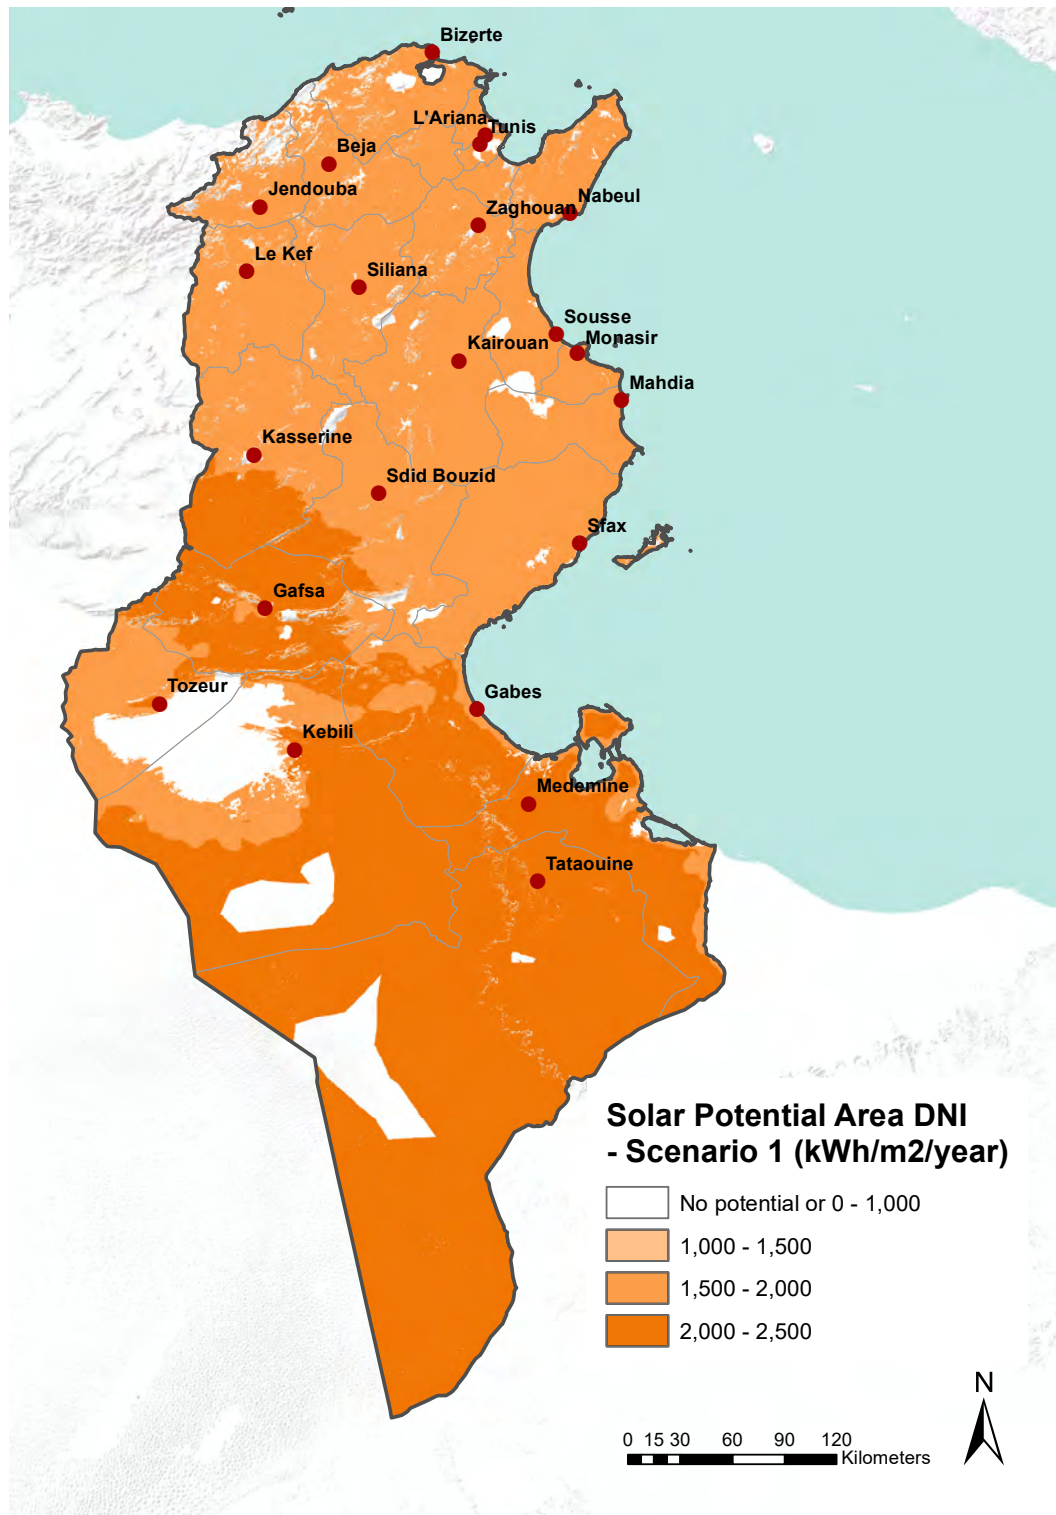 Bizerte
L'Ariana
Tunis
Beja
Jendouba
Nabeul
Zaghouan
Le Kef
Siliana
Sousse
Monasir
Kairouan
Mahdia
Kasserine
Sdid Bouzid
Sfax
Gafsa
Tozeur
Gabes
Kebili
Medemine
Tataouine
Solar Potential Area DNI
- Scenario 1 (kWh/m2/year)
No potential or 0 - 1,000
1,000 - 1,500
1,500 - 2,000
2,000 - 2,500
N
0 15 30 60 90 120
Kilometers